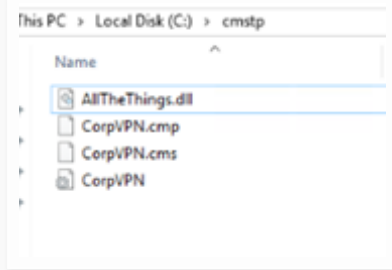 This PC > Local Disk (C:) > cmstp
Name
AllTheThings.dll
CorpVPN.cmp
CorpVPN.cms
CorpVPN